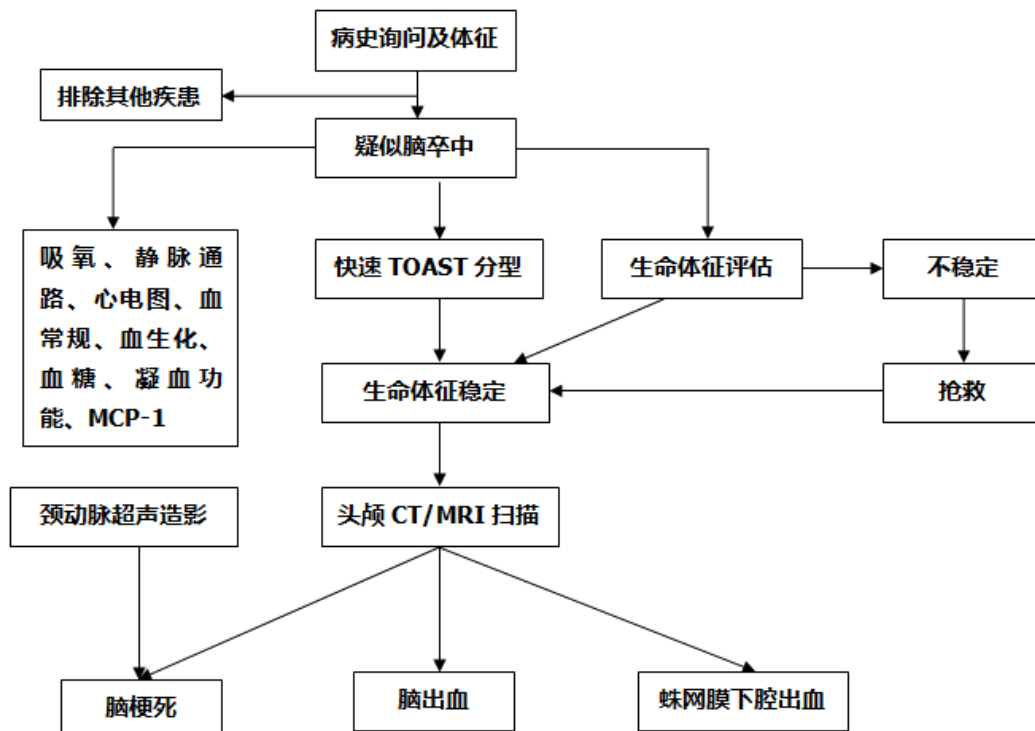 病史询问及体征
排除其他疾患
疑似脑卒中
吸氧、静脉通
路、心电图、血
常规、血生化、
血糖、凝血功
能、MCP-1
快速 TOAST 分型
生命体征评估
不稳定
生命体征稳定
抢救
颈动脉超声造影
头颅 CT/MRI 扫描
脑梗死
脑出血
蛛网膜下腔出血